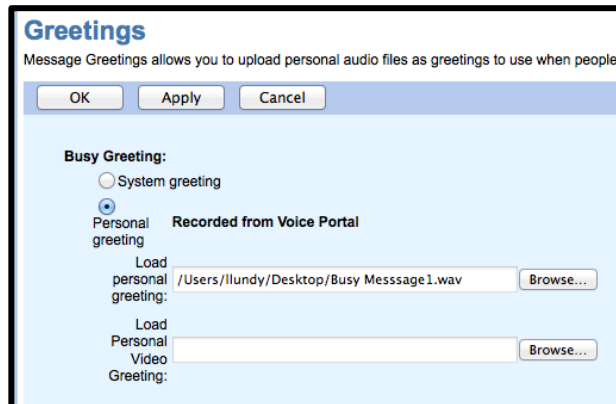 Greetings
Message Greetings allows you to upload personal audio files as greetings to use when people
OK Apply Cancel
Busy Greeting:
System greeting
Personal greeting Recorded from Voice Portal
Load personal greeting: /Users/llundy/Desktop/Busy Messsage1.wav Browse...
Load Personal Video Greeting: Browse...